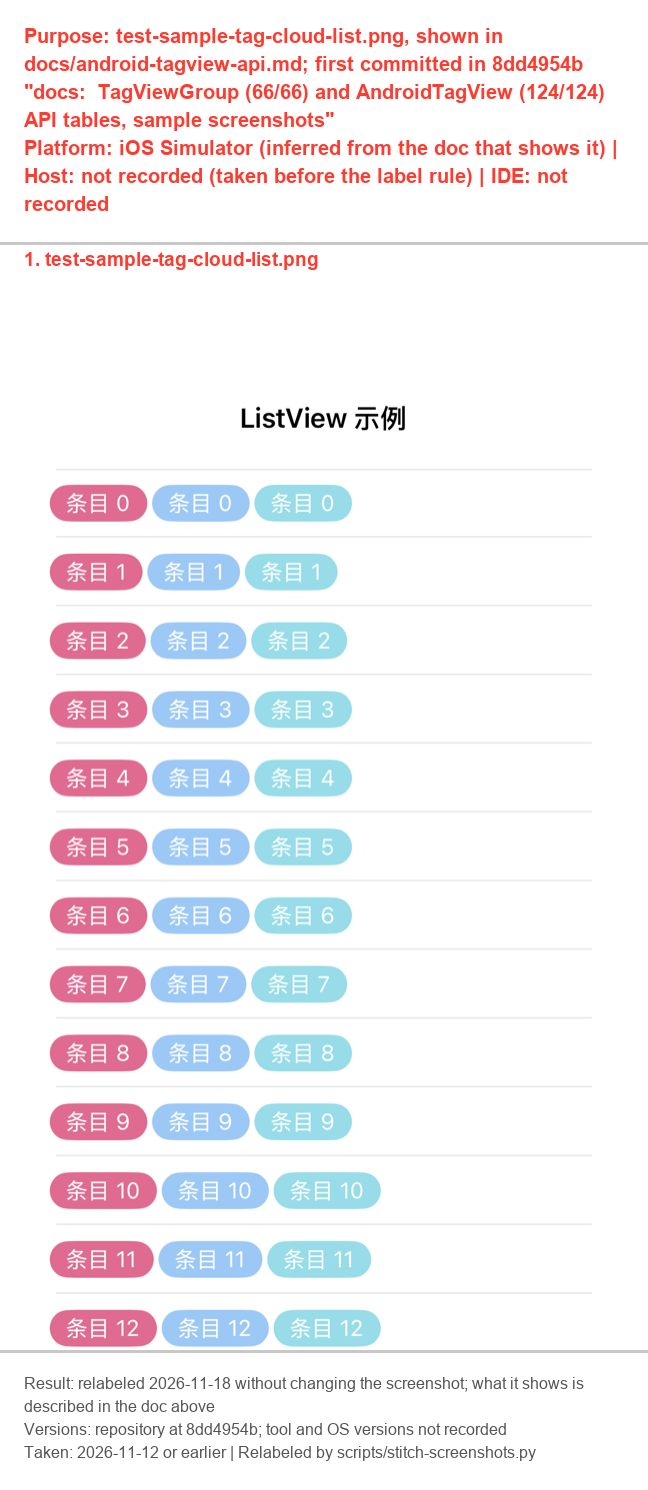 Purpose: test-sample-tag-cloud-list.png, shown in
docs/android-tagview-api.md; first committed in 8dd4954b
"docs:  TagViewGroup (66/66) and AndroidTagView (124/124)
API tables, sample screenshots"
Platform: iOS Simulator (inferred from the doc that shows it) |
Host: not recorded (taken before the label rule) | IDE: not
recorded
1. test-sample-tag-cloud-list.png
ListView 示例
条目 0 条目 0 条目 0
条目 1 条目 1 条目 1
条目 2 条目 2 条目 2
条目 3 条目 3 条目 3
条目 4 条目 4 条目 4
条目 5 条目 5 条目 5
条目 6 条目 6 条目 6
条目 7 条目 7 条目 7
条目 8 条目 8 条目 8
条目 9 条目 9 条目 9
条目 10 条目 10 条目 10
条目 11 条目 11 条目 11
条目 12 条目 12 条目 12
Result: relabeled 2026-11-18 without changing the screenshot; what it shows is
described in the doc above
Versions: repository at 8dd4954b; tool and OS versions not recorded
Taken: 2026-11-12 or earlier | Relabeled by scripts/stitch-screenshots.py